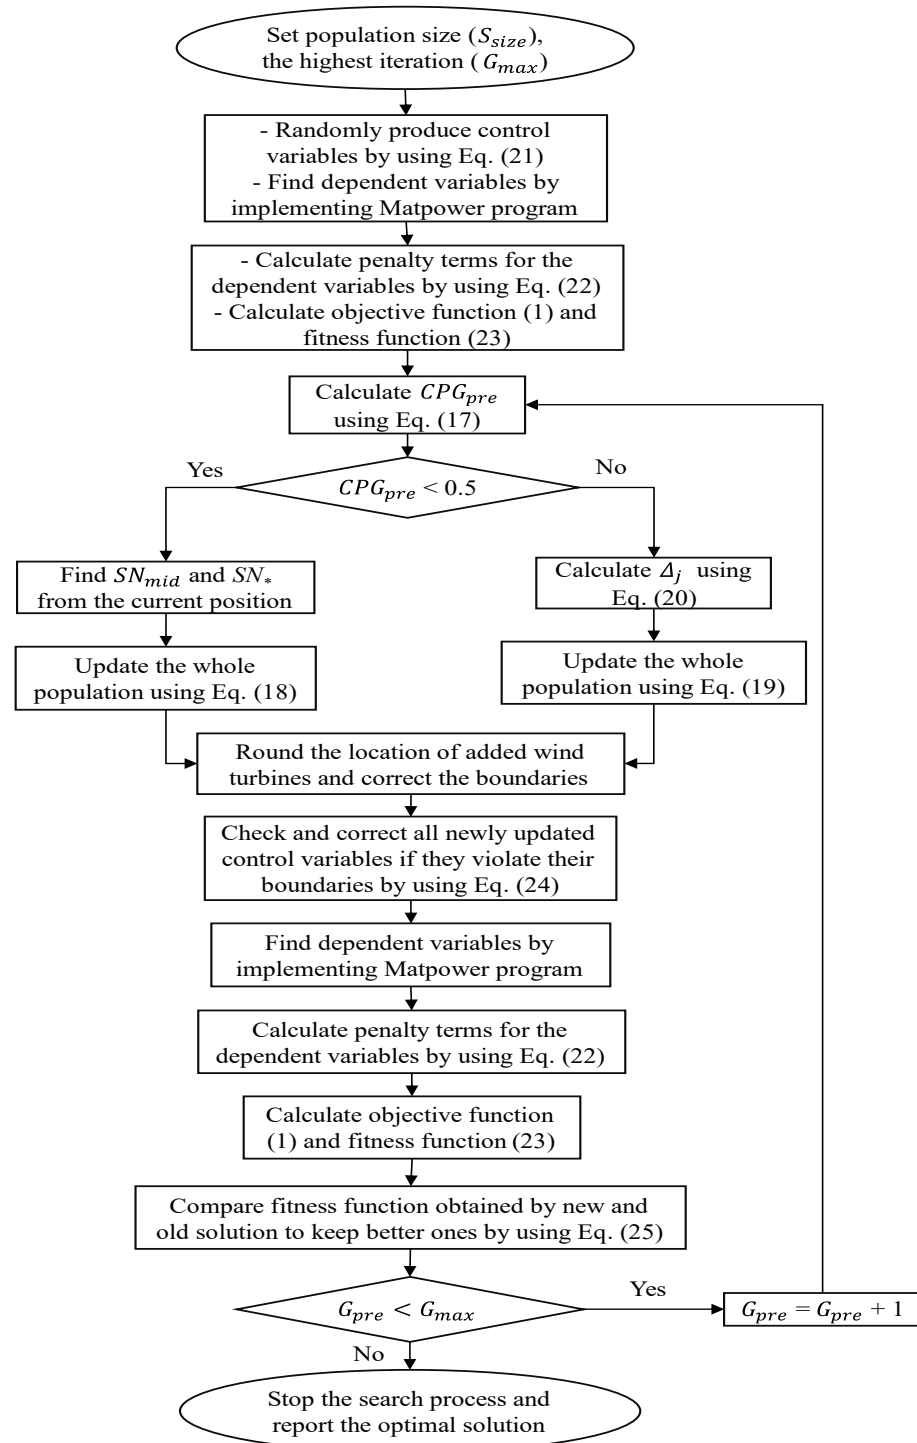 Set population size (S_size),
the highest iteration (G_max)
- Randomly produce control
variables by using Eq. (21)
- Find dependent variables by
implementing Matpower program
- Calculate penalty terms for the
dependent variables by using Eq. (22)
- Calculate objective function (1) and
fitness function (23)
Calculate CPG_pre
using Eq. (17)
Yes
No
CPG_pre < 0.5
Find SN_mid and SN_*
from the current position
Calculate Δ_j using
Eq. (20)
Update the whole
population using Eq. (18)
Update the whole
population using Eq. (19)
Round the location of added wind
turbines and correct the boundaries
Check and correct all newly updated
control variables if they violate their
boundaries by using Eq. (24)
Find dependent variables by
implementing Matpower program
Calculate penalty terms for the
dependent variables by using Eq. (22)
Calculate objective function
(1) and fitness function (23)
Compare fitness function obtained by new and
old solution to keep better ones by using Eq. (25)
G_pre < G_max
Yes
G_pre = G_pre + 1
No
Stop the search process and
report the optimal solution